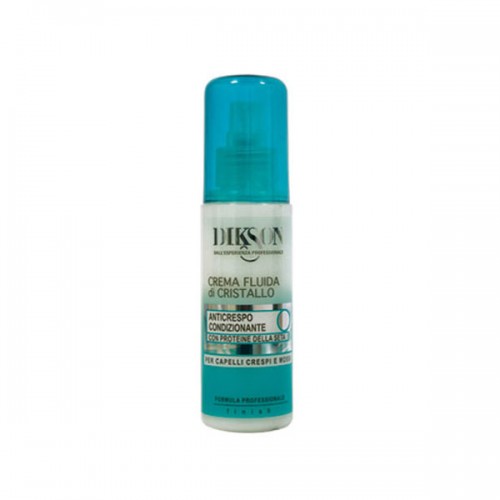 DIKSON
DALL'ESPERIENZA PROFESSIONALE
CREMA FLUIDA
di CRISTALLO
ANTICRESPO
CONDIZIONANTE
CON PROTEINE DELLA SETA
PER CAPELLI CRESPI E MOSSI
FORMULA PROFESSIONALE
finish